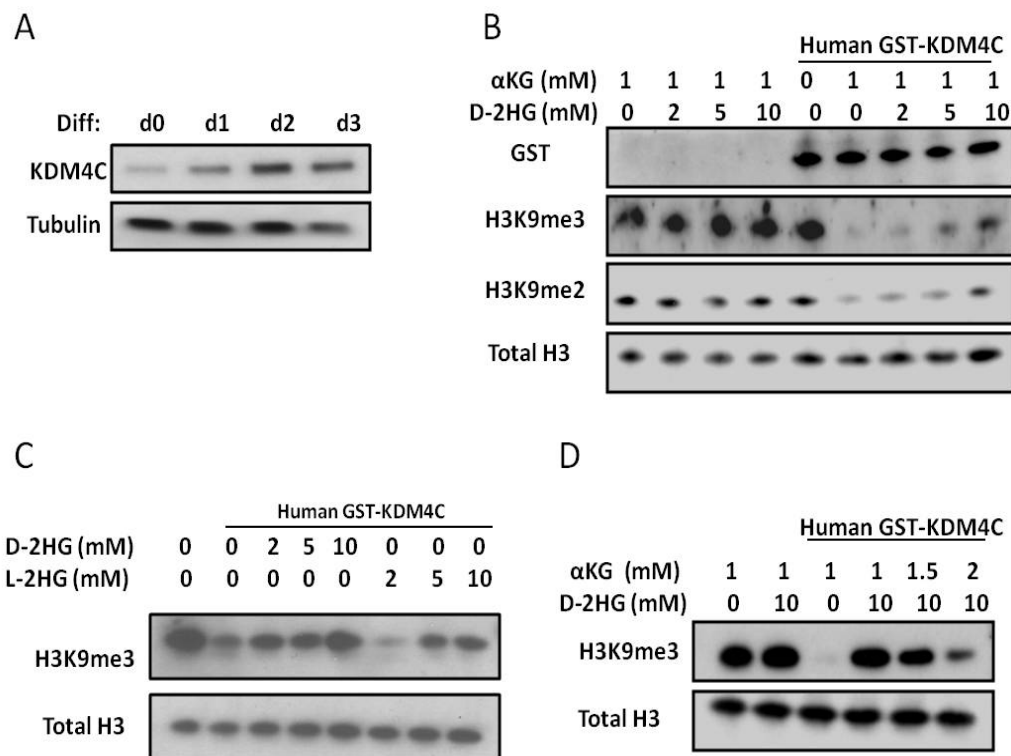 A
Diff: d0 d1 d2 d3
KDM4C
Tubulin
B
Human GST-KDM4C
αKG (mM) 1 1 1 1 0 1 1 1 1
D-2HG (mM) 0 2 5 10 0 0 2 5 10
GST
H3K9me3
H3K9me2
Total H3
C
Human GST-KDM4C
D-2HG (mM) 0 0 2 5 10 0 0 0
L-2HG (mM) 0 0 0 0 0 2 5 10
H3K9me3
Total H3
D
Human GST-KDM4C
αKG (mM) 1 1 1 1 1.5 2
D-2HG (mM) 0 10 0 10 10 10
H3K9me3
Total H3